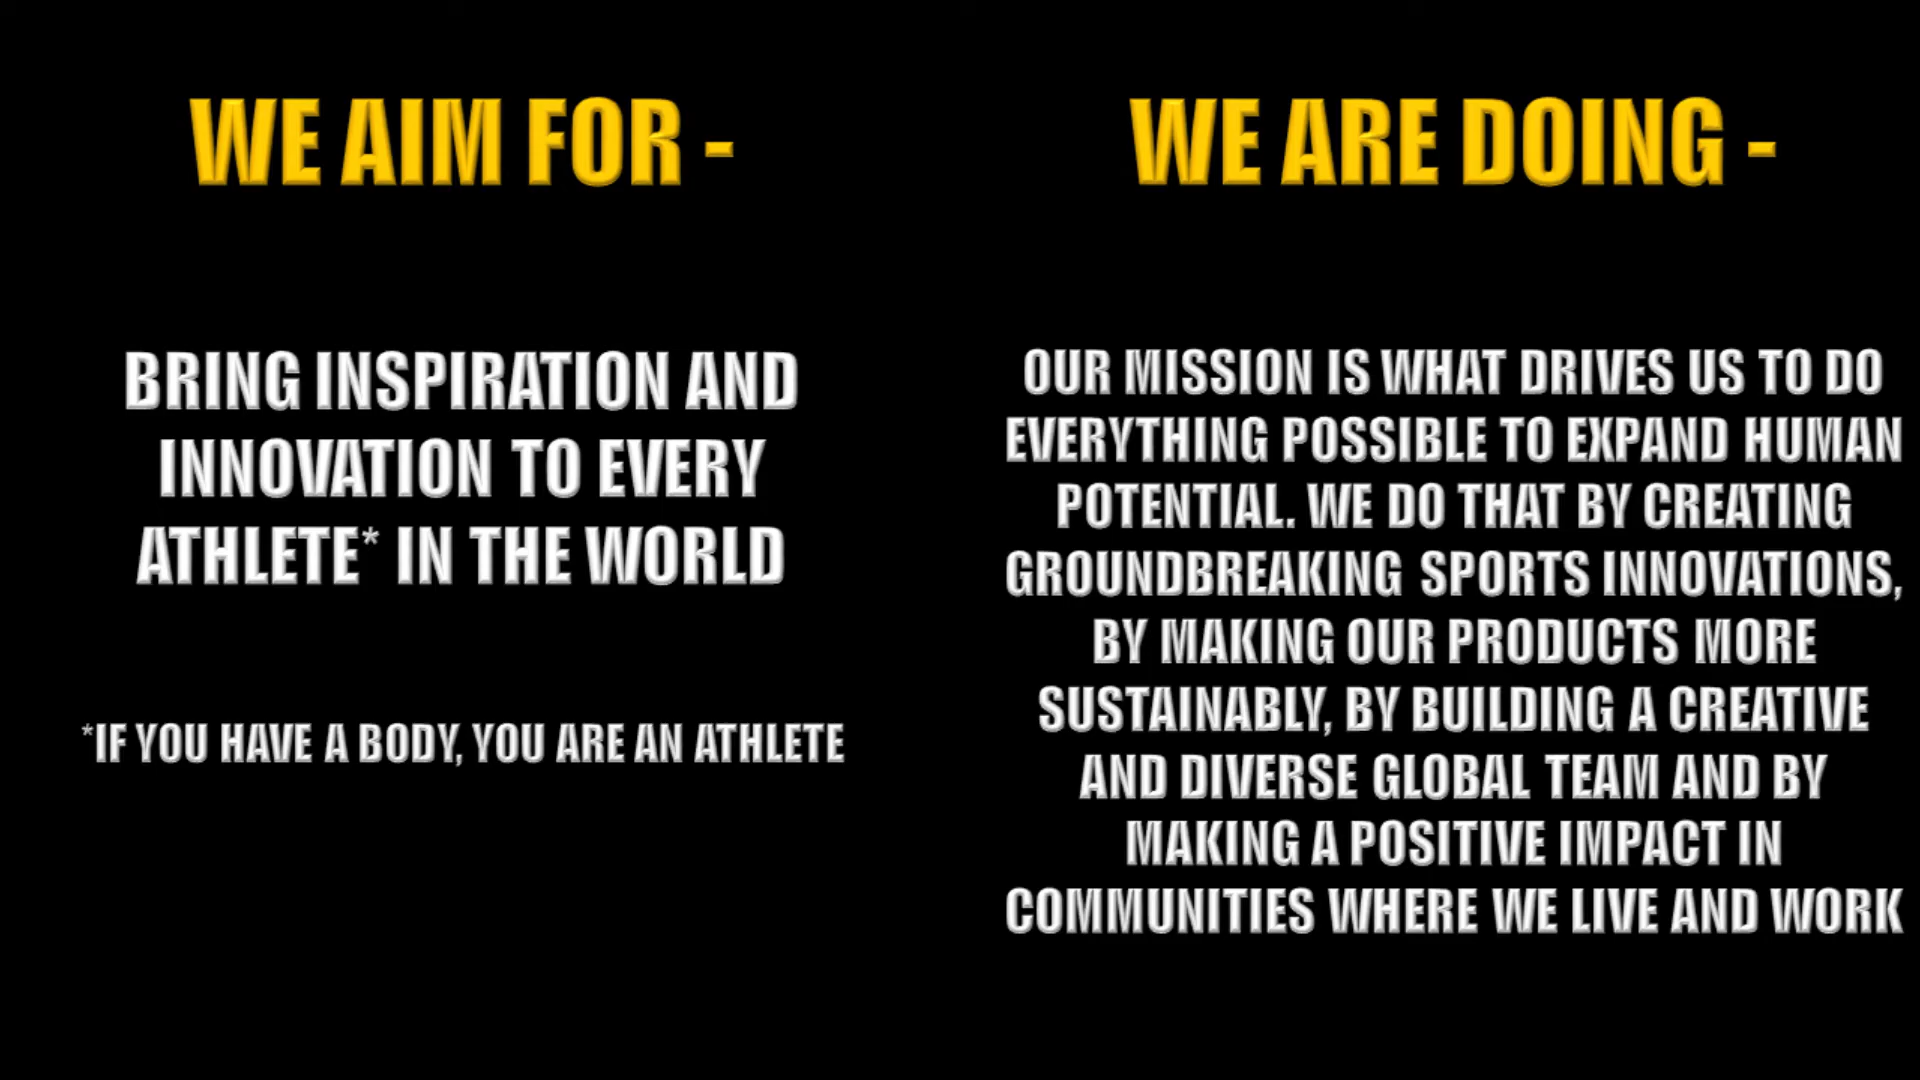 WE AIM FOR -
BRING INSPIRATION AND
INNOVATION TO EVERY
ATHLETE* IN THE WORLD
*IF YOU HAVE A BODY, YOU ARE AN ATHLETE
WE ARE DOING -
OUR MISSION IS WHAT DRIVES US TO DO
EVERYTHING POSSIBLE TO EXPAND HUMAN
POTENTIAL. WE DO THAT BY CREATING
GROUNDBREAKING SPORTS INNOVATIONS,
BY MAKING OUR PRODUCTS MORE
SUSTAINABLY, BY BUILDING A CREATIVE
AND DIVERSE GLOBAL TEAM AND BY
MAKING A POSITIVE IMPACT IN
COMMUNITIES WHERE WE LIVE AND WORK